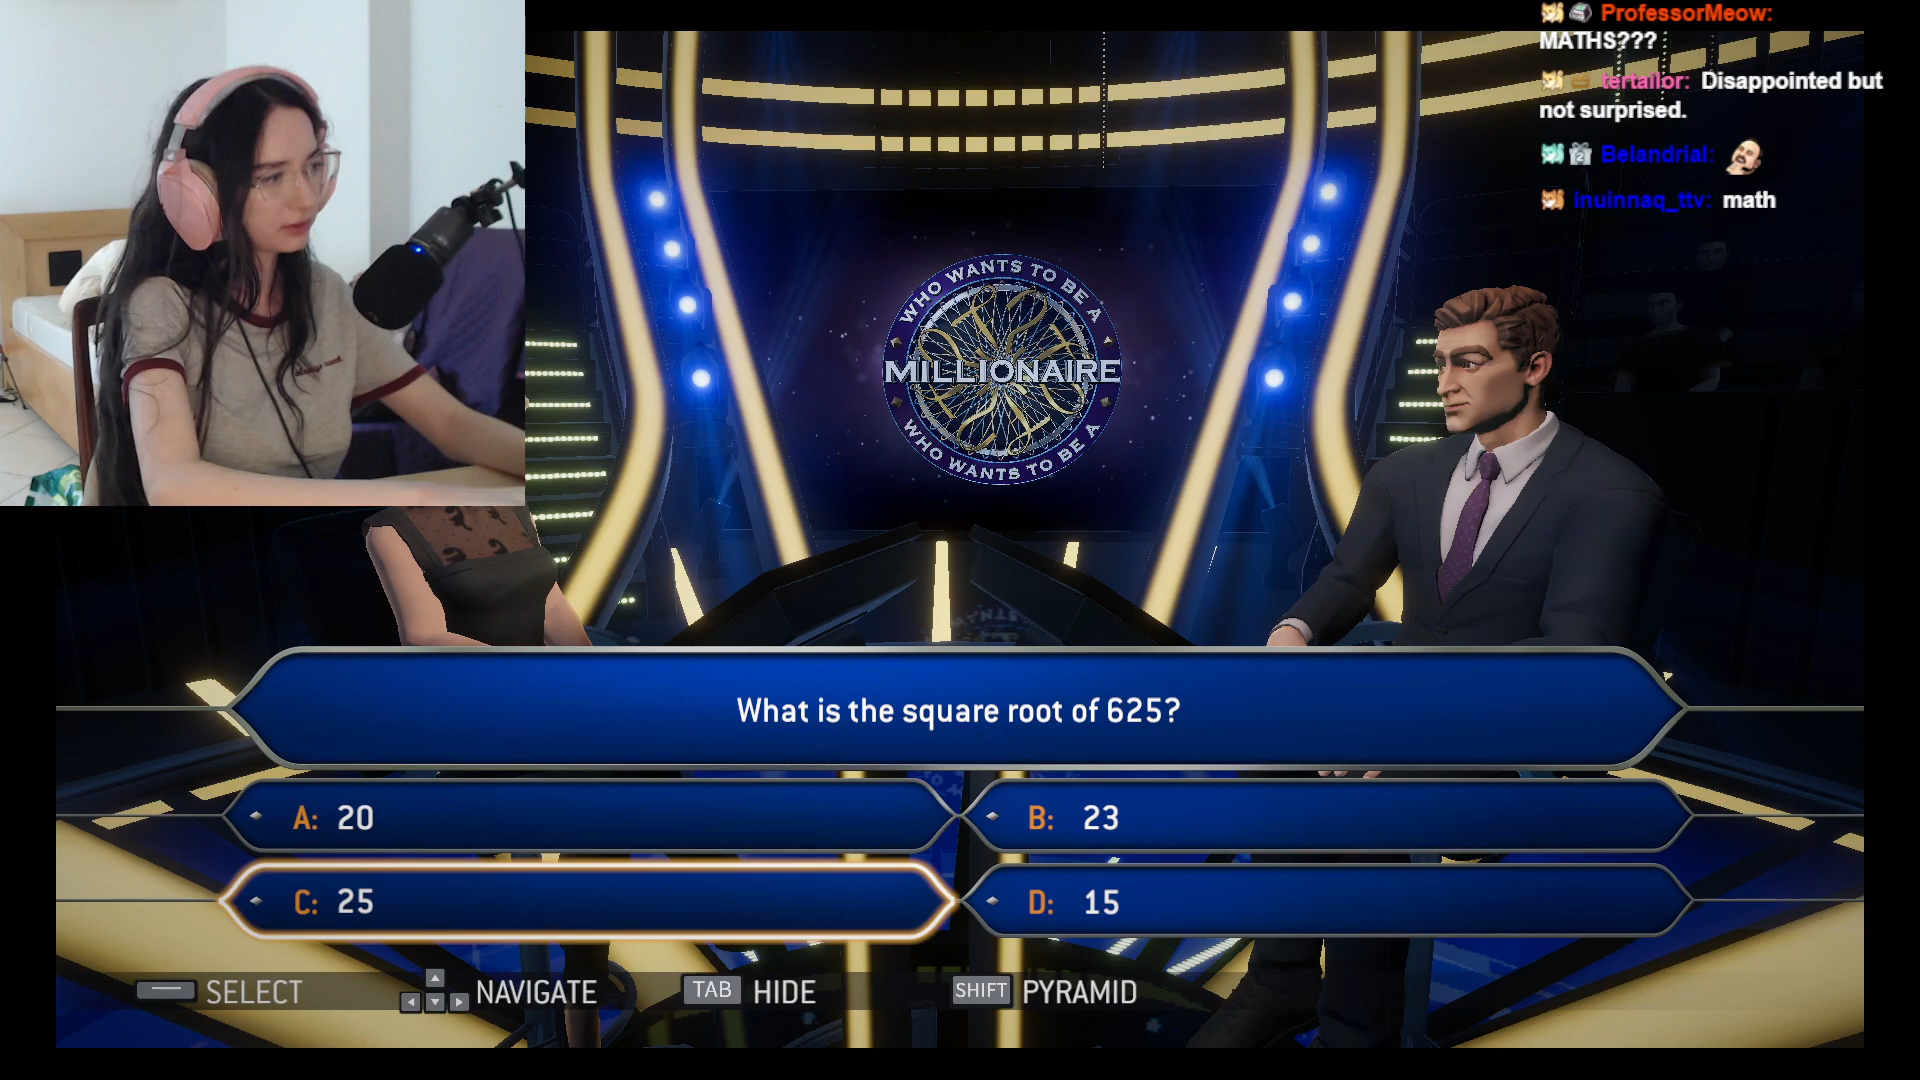 ProfessorMeow:
MATHS???
tertailor: Disappointed but
not surprised.
Belandrial:
inuinnaq_ttv: math
WHO WANTS TO BE A
MILLIONAIRE
WHO WANTS TO BE A
What is the square root of 625?
A: 20
B: 23
C: 25
D: 15
SELECT
NAVIGATE
TAB HIDE
SHIFT PYRAMID